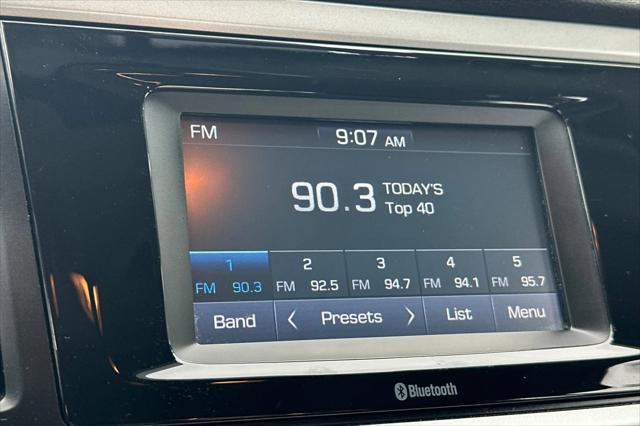 FM 9:07 AM
90.3 TODAY'S
Top 40
1 2 3 4 5
FM 90.3 FM 92.5 FM 94.7 FM 94.1 FM 95.7
Band < Presets > List Menu
Bluetooth